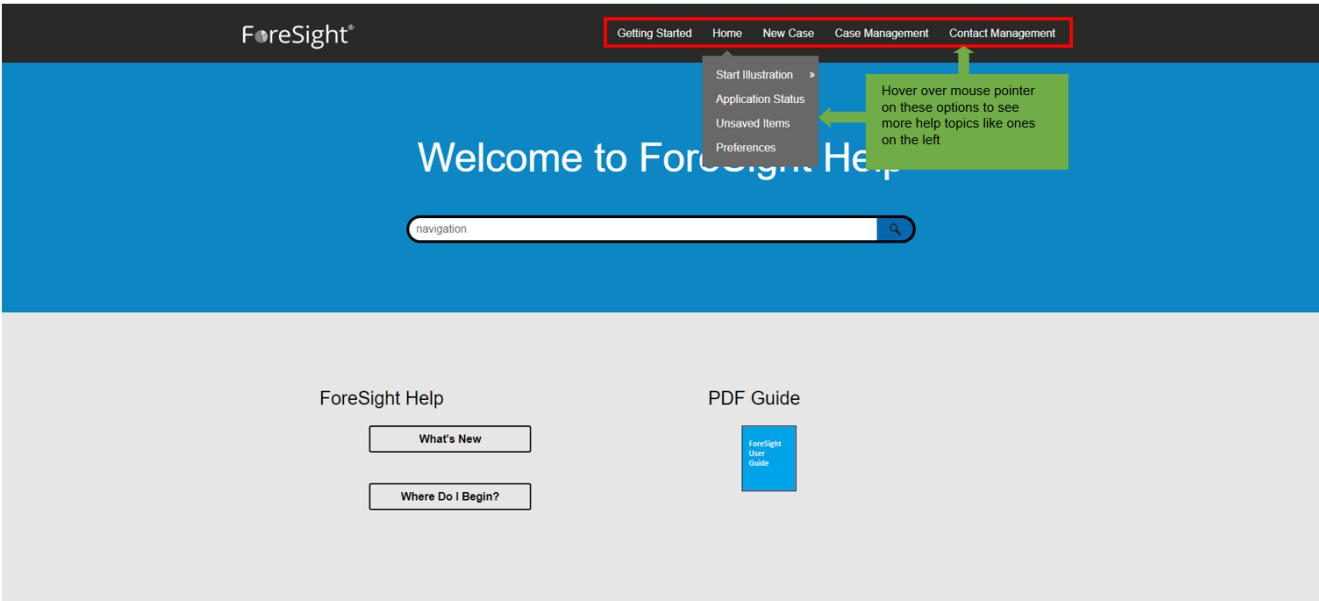 ForeSight®
Getting Started Home New Case Case Management Contact Management
Start Illustration »
Application Status
Unsaved Items
Preferences
Hover over mouse pointer
on these options to see
more help topics like ones
on the left
Welcome to ForeSight Help
navigation
ForeSight Help
What's New
Where Do I Begin?
PDF Guide
ForeSight
User
Guide